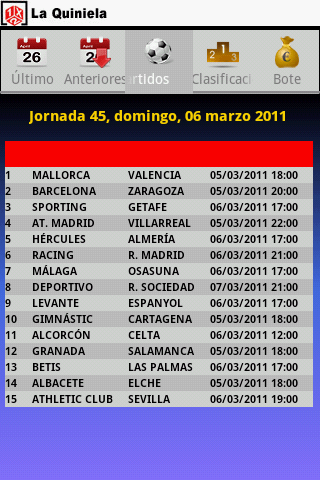 1X2 La Quiniela
April April
26 26
Último Anteriores rtidos Clasificaci Bote
Jornada 45, domingo, 06 marzo 2011
1 MALLORCA VALENCIA 05/03/2011 18:00
2 BARCELONA ZARAGOZA 05/03/2011 20:00
3 SPORTING GETAFE 06/03/2011 17:00
4 AT. MADRID VILLARREAL 05/03/2011 22:00
5 HÉRCULES ALMERÍA 06/03/2011 17:00
6 RACING R. MADRID 06/03/2011 21:00
7 MÁLAGA OSASUNA 06/03/2011 17:00
8 DEPORTIVO R. SOCIEDAD 07/03/2011 21:00
9 LEVANTE ESPANYOL 06/03/2011 17:00
10 GIMNÁSTIC CARTAGENA 05/03/2011 18:00
11 ALCORCÓN CELTA 06/03/2011 12:00
12 GRANADA SALAMANCA 05/03/2011 18:00
13 BETIS LAS PALMAS 06/03/2011 17:00
14 ALBACETE ELCHE 05/03/2011 18:00
15 ATHLETIC CLUB SEVILLA 06/03/2011 19:00